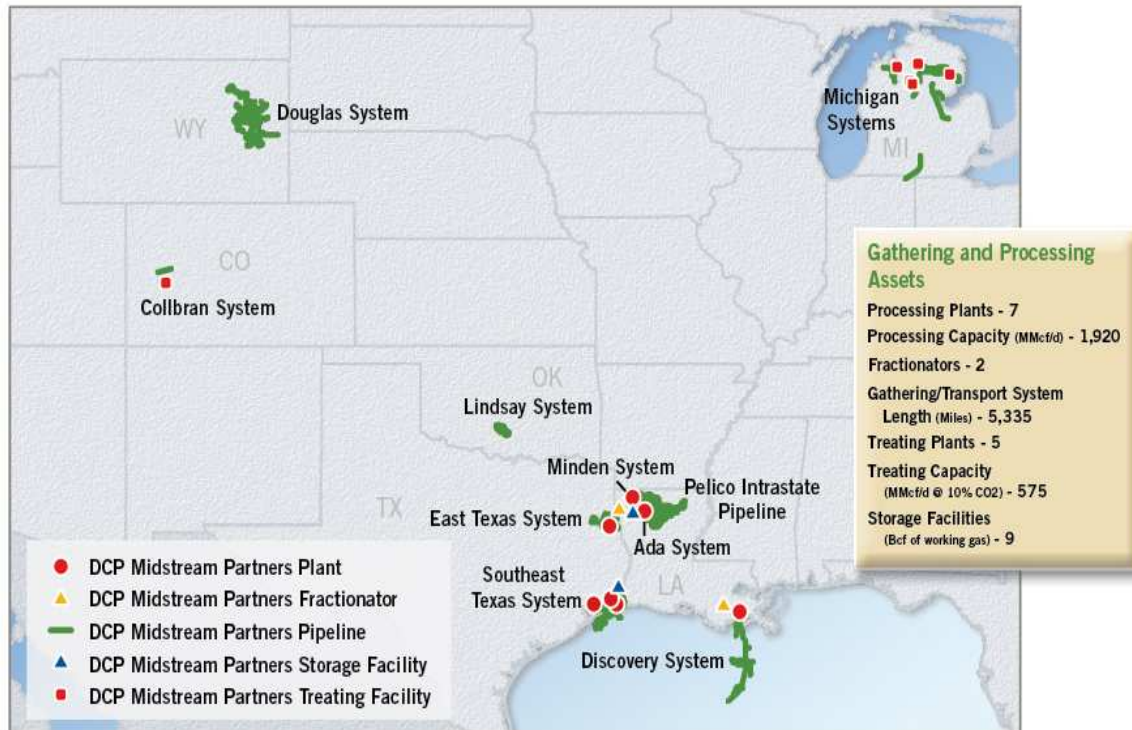 Douglas System
WY
Michigan
Systems
MI
CO
Collbran System
OK
Lindsay System
Minden System
Pelico Intrastate
Pipeline
TX
East Texas System
Ada System
Southeast
Texas System
LA
Discovery System
DCP Midstream Partners Plant
DCP Midstream Partners Fractionator
DCP Midstream Partners Pipeline
DCP Midstream Partners Storage Facility
DCP Midstream Partners Treating Facility
Gathering and Processing
Assets
Processing Plants - 7
Processing Capacity (MMcf/d) - 1,920
Fractionators - 2
Gathering/Transport System
Length (Miles) - 5,335
Treating Plants - 5
Treating Capacity
(MMcf/d @ 10% CO2) - 575
Storage Facilities
(Bcf of working gas) - 9